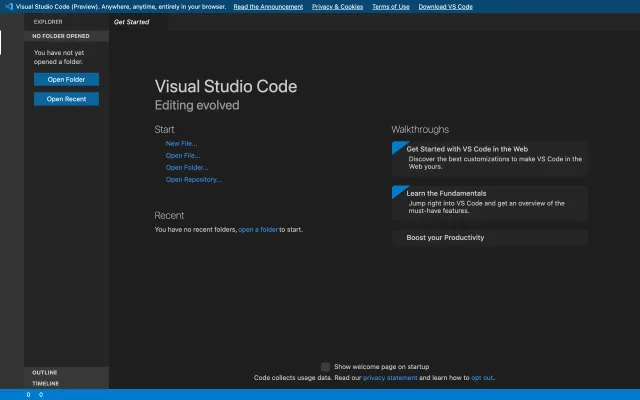 Visual Studio Code (Preview). Anywhere, anytime, entirely in your browser. Read the Announcement Privacy & Cookies Terms of Use Download VS Code
EXPLORER
NO FOLDER OPENED
You have not yet
opened a folder.
Open Folder
Open Recent
Get Started
Visual Studio Code
Editing evolved
Start
New File...
Open File...
Open Folder...
Open Repository...
Recent
You have no recent folders, open a folder to start.
Walkthroughs
Get Started with VS Code in the Web
Discover the best customizations to make VS Code in the
Web yours.
Learn the Fundamentals
Jump right into VS Code and get an overview of the
must-have features.
Boost your Productivity
OUTLINE
TIMELINE
Show welcome page on startup
Code collects usage data. Read our privacy statement and learn how to opt out.
0 0